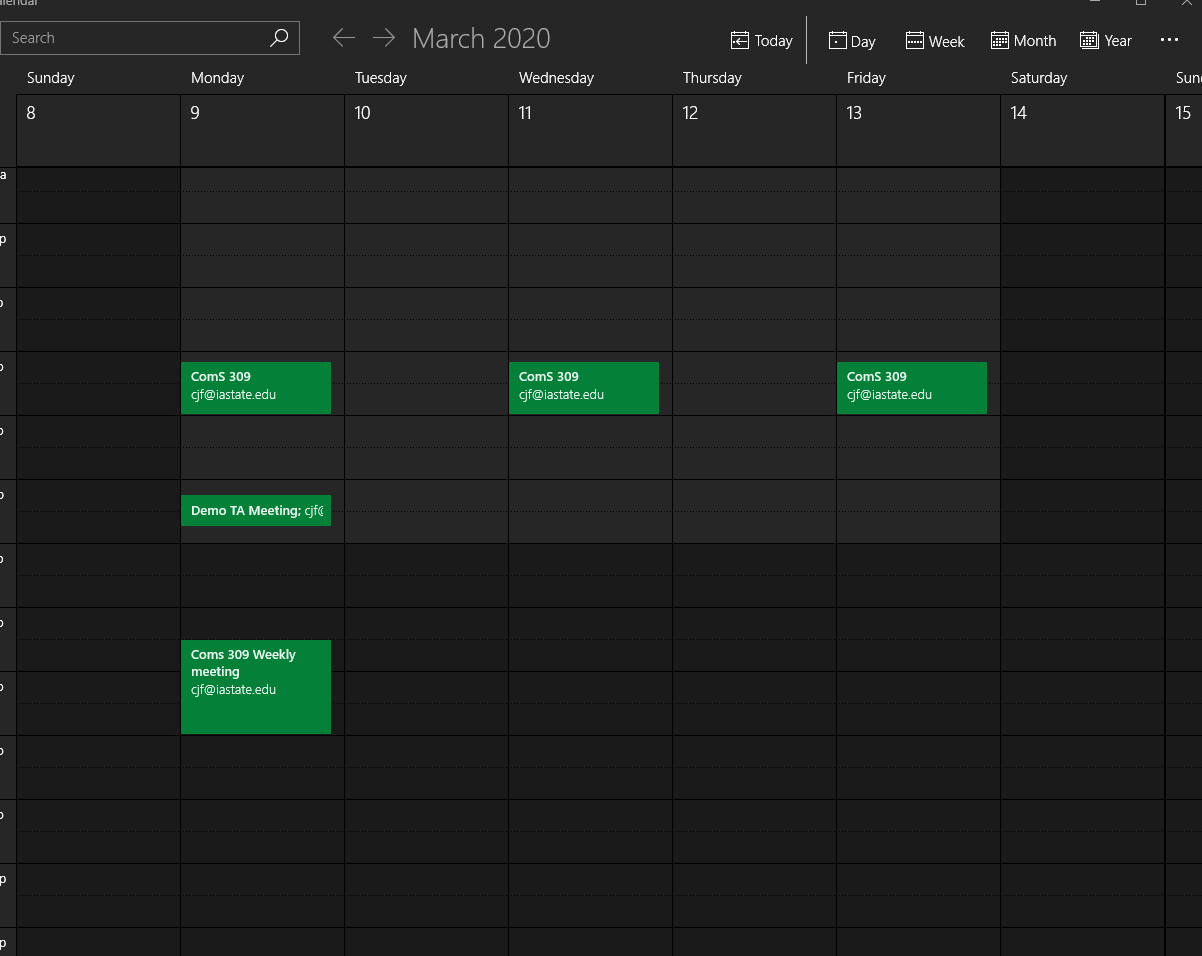 Search
March 2020
Today
Day
Week
Month
Year
Sunday
Monday
Tuesday
Wednesday
Thursday
Friday
Saturday
8
9
10
11
12
13
14
15
a
p
p
p
ComS 309
cjf@iastate.edu
ComS 309
cjf@iastate.edu
ComS 309
cjf@iastate.edu
p
p
Demo TA Meeting; cjf@
p
p
Coms 309 Weekly
meeting
cjf@iastate.edu
p
p
p
p
p